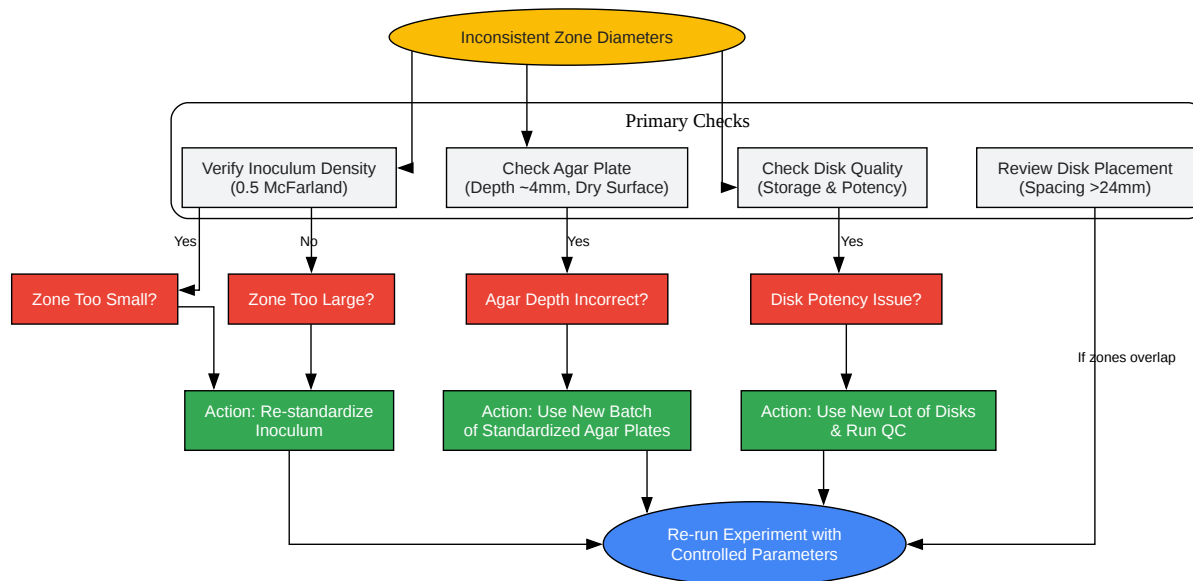 Inconsistent Zone Diameters
Primary Checks
Verify Inoculum Density
(0.5 McFarland)
Check Agar Plate
(Depth ~4mm, Dry Surface)
Check Disk Quality
(Storage & Potency)
Review Disk Placement
(Spacing >24mm)
Yes
No
Yes
Yes
Zone Too Small?
Zone Too Large?
Agar Depth Incorrect?
Disk Potency Issue?
If zones overlap
Action: Re-standardize
Inoculum
Action: Use New Batch
of Standardized Agar Plates
Action: Use New Lot of Disks
& Run QC
Re-run Experiment with
Controlled Parameters